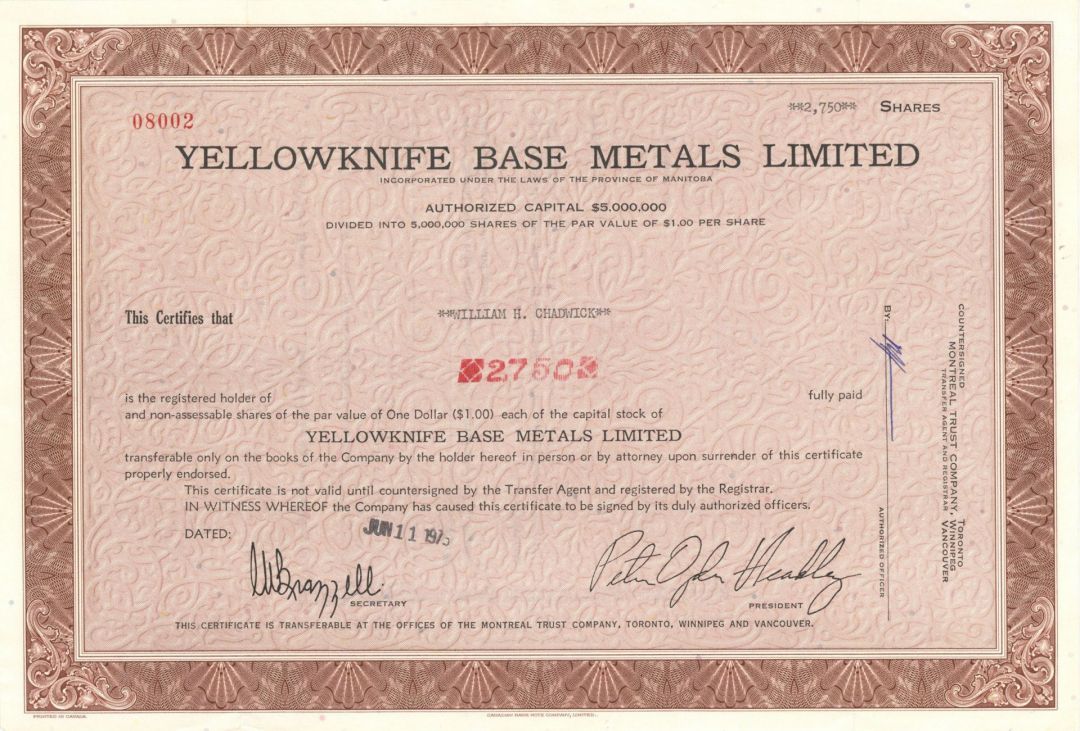 **2,750** SHARES
08002
YELLOWKNIFE BASE METALS LIMITED
INCORPORATED UNDER THE LAWS OF THE PROVINCE OF MANITOBA
AUTHORIZED CAPITAL $5.000.000
DIVIDED INTO 5,000,000 SHARES OF THE PAR VALUE OF $1.00 PER SHARE
This Certifies that **WILLIAM H. CHADWICK**
2750
is the registered holder of fully paid
and non-assessable shares of the par value of One Dollar ($1.00) each of the capital stock of
YELLOWKNIFE BASE METALS LIMITED
transferable only on the books of the Company by the holder hereof in person or by attorney upon surrender of this certificate
properly endorsed.
This certificate is not valid until countersigned by the Transfer Agent and registered by the Registrar.
IN WITNESS WHEREOF the Company has caused this certificate to be signed by its duly authorized officers.
DATED: JUN 11 1975
Peter Ogden Headley
SECRETARY
PRESIDENT
THIS CERTIFICATE IS TRANSFERABLE AT THE OFFICES OF THE MONTREAL TRUST COMPANY, TORONTO, WINNIPEG AND VANCOUVER.
COUNTERSIGNED
MONTREAL TRUST COMPANY, TORONTO WINNIPEG VANCOUVER
TRANSFER AGENT AND REGISTRAR
BY:
AUTHORIZED OFFICER
PRINTED IN CANADA
CANADIAN BANK NOTE COMPANY, LIMITED.